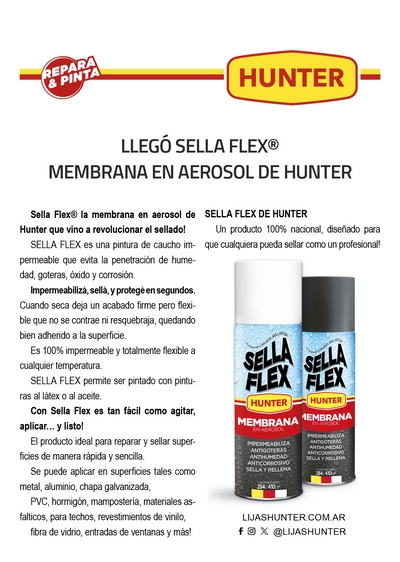 REPARA
& PINTA
HUNTER
LLEGÓ SELLA FLEX®
MEMBRANA EN AEROSOL DE HUNTER
Sella Flex® la membrana en aerosol de
Hunter que vino a revolucionar el sellado!
SELLA FLEX es una pintura de caucho im-
permeable que evita la penetración de hume-
dad, goteras, óxido y corrosión.
Impermeabilizá, sellá, y protegé en segundos.
Cuando seca deja un acabado firme pero flexi-
ble que no se contrae ni resquebraja, quedando
bien adherido a la superficie.
Es 100% impermeable y totalmente flexible a
cualquier temperatura.
SELLA FLEX permite ser pintado con pintu-
ras al látex o al aceite.
Con Sella Flex es tan fácil como agitar,
aplicar… y listo!
El producto ideal para reparar y sellar super-
ficies de manera rápida y sencilla.
Se puede aplicar en superficies tales como
metal, aluminio, chapa galvanizada,
PVC, hormigón, mampostería, materiales as-
fálticos, para techos, revestimientos de vinilo,
fibra de vidrio, entradas de ventanas y más!
SELLA FLEX DE HUNTER
Un producto 100% nacional, diseñado para
que cualquiera pueda sellar como un profesional!
SELLA
FLEX
HUNTER
MEMBRANA
EN AEROSOL
IMPERMEABILIZA
ANTIGOTERAS
ANTIHUMEDAD
ANTICORROSIVO
SELLA Y RELLENA
SELLA
FLEX
HUNTER
MEMBRANA
EN AEROSOL
IMPERMEABILIZA
ANTIGOTERAS
ANTIHUMEDAD
ANTICORROSIVO
SELLA Y RELLENA
LIJASHUNTER.COM.AR
@LIJASHUNTER